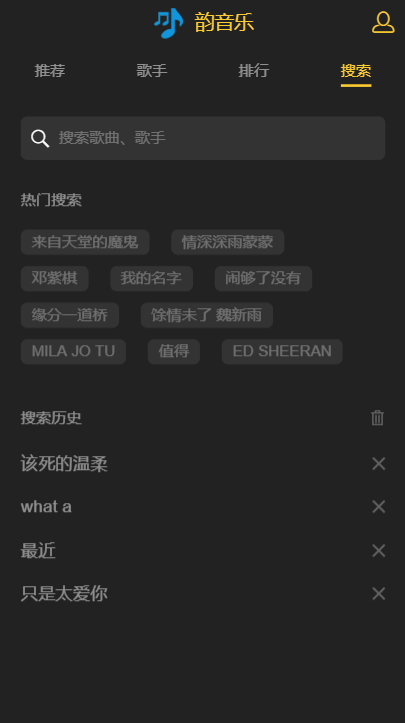 韵音乐
推荐 歌手 排行 搜索
搜索歌曲、歌手
热门搜索
来自天堂的魔鬼 情深深雨蒙蒙
邓紫棋 我的名字 闹够了没有
缘分一道桥 馀情未了 魏新雨
MILA JO TU 值得 ED SHEERAN
搜索历史
该死的温柔
what a
最近
只是太爱你